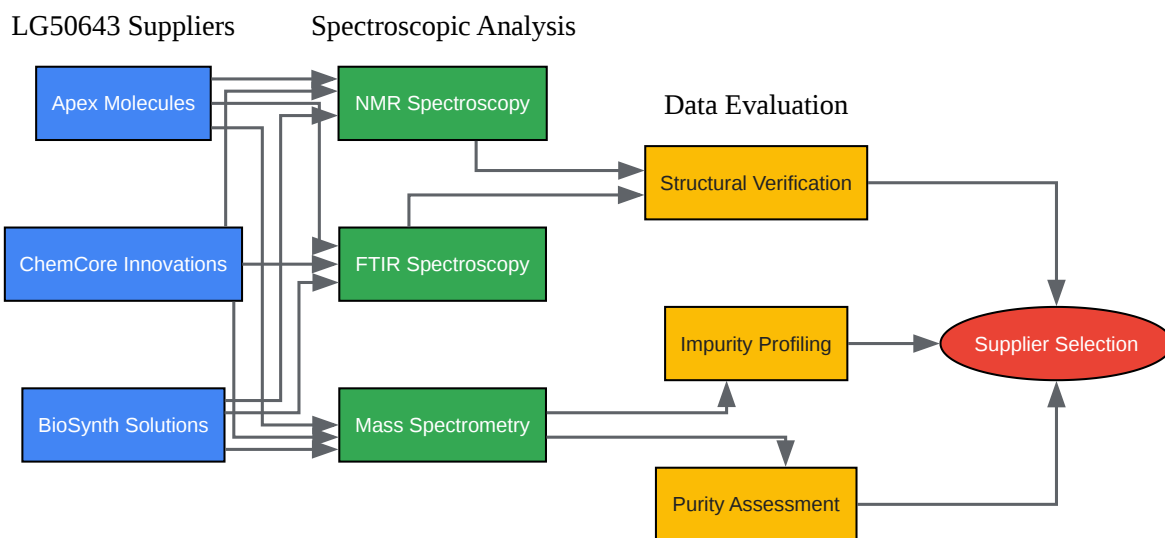 LG50643 Suppliers
Spectroscopic Analysis
Apex Molecules
NMR Spectroscopy
Data Evaluation
Structural Verification
ChemCore Innovations
FTIR Spectroscopy
Impurity Profiling
Supplier Selection
BioSynth Solutions
Mass Spectrometry
Purity Assessment